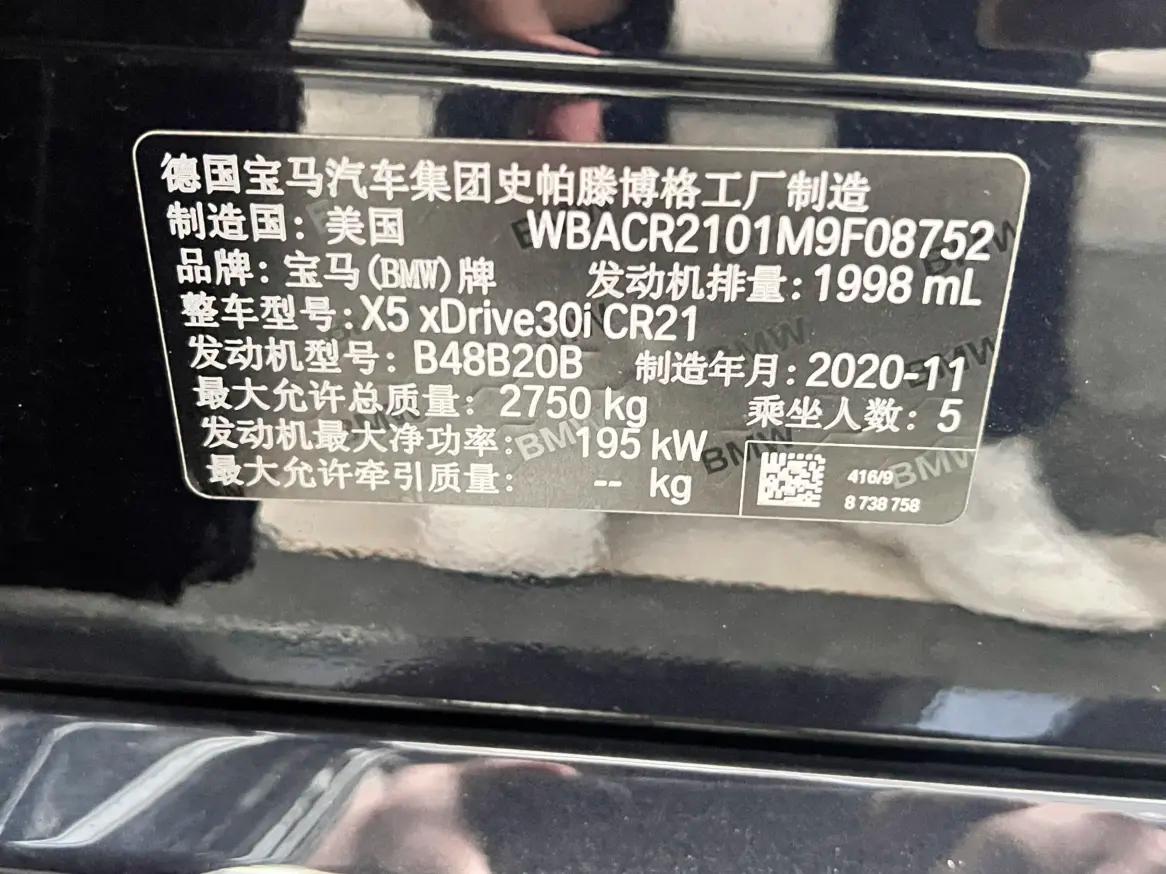 德国宝马汽车集团史帕滕博格工厂制造
制造国：美国 WBACR2101M9F08752
品牌：宝马(BMW)牌 发动机排量：1998 mL
整车型号：X5 xDrive30i CR21
发动机型号：B48B20B 制造年月：2020-11
最大允许总质量：2750 kg 乘坐人数：5
发动机最大净功率：195 kW
最大允许牵引质量：-- kg
416/9
8 738 758